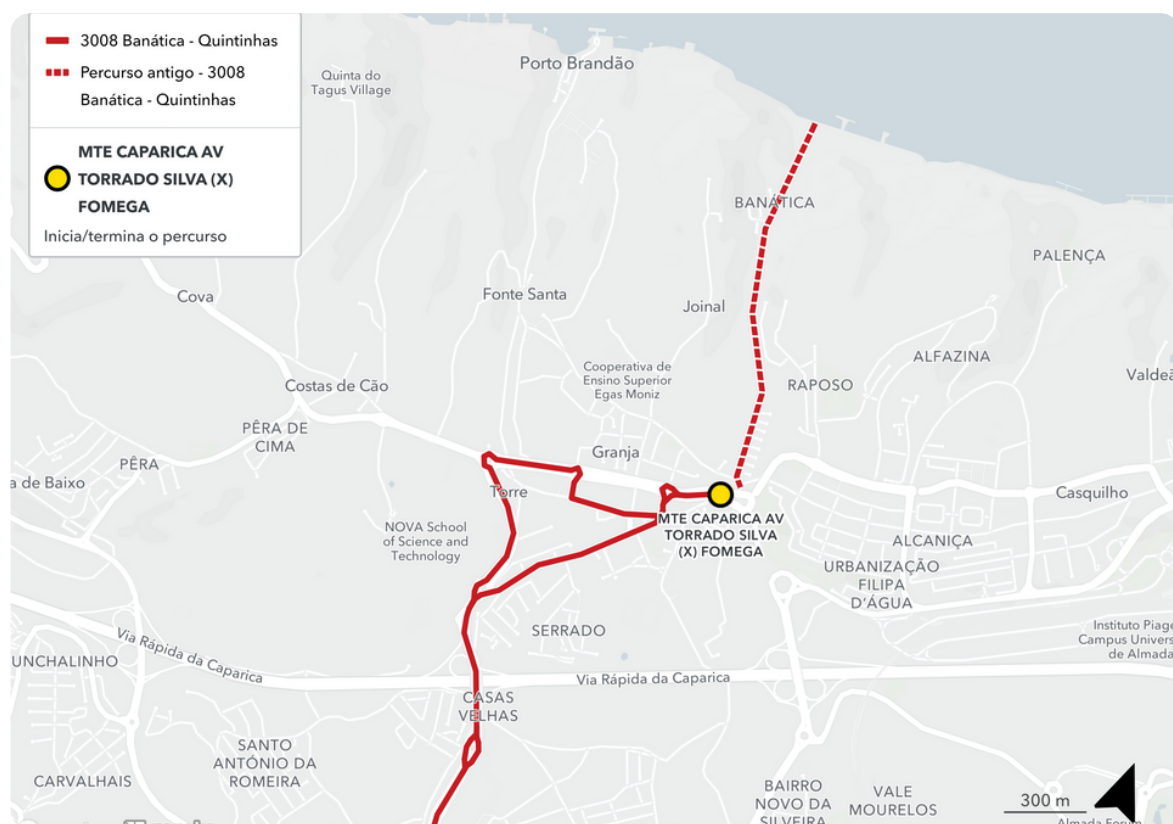 3008 Banática - Quintinhas
Percurso antigo - 3008
Banática - Quintinhas
MTE CAPARICA AV
TORRADO SILVA (X)
FOMEGA
Inicia/termina o percurso
Quinta do
Tagus Village
Porto Brandão
BANÁTICA
PALENÇA
Cova
Fonte Santa
Joinal
ALFAZINA
Cooperativa de
Ensino Superior
Egas Moniz
RAPOSO
Valdeã
Costas de Cão
PÊRA DE
CIMA
Granja
PÊRA
a de Baixo
Torre
Casquilho
MTE CAPARICA AV
TORRADO SILVA
(X) FOMEGA
NOVA School
of Science and
Technology
ALCANIÇA
URBANIZAÇÃO
FILIPA
D'ÁGUA
SERRADO
Instituto Piage
Campus Univers
de Almada
Via Rápida da Caparica
UNCHALINHO
Via Rápida da Caparica
CASAS
VELHAS
SANTO
ANTÓNIO DA
ROMEIRA
CARVALHAIS
BAIRRO
NOVO DA
SILVEIRA
VALE
MOURELOS
300 m
Almada Forum